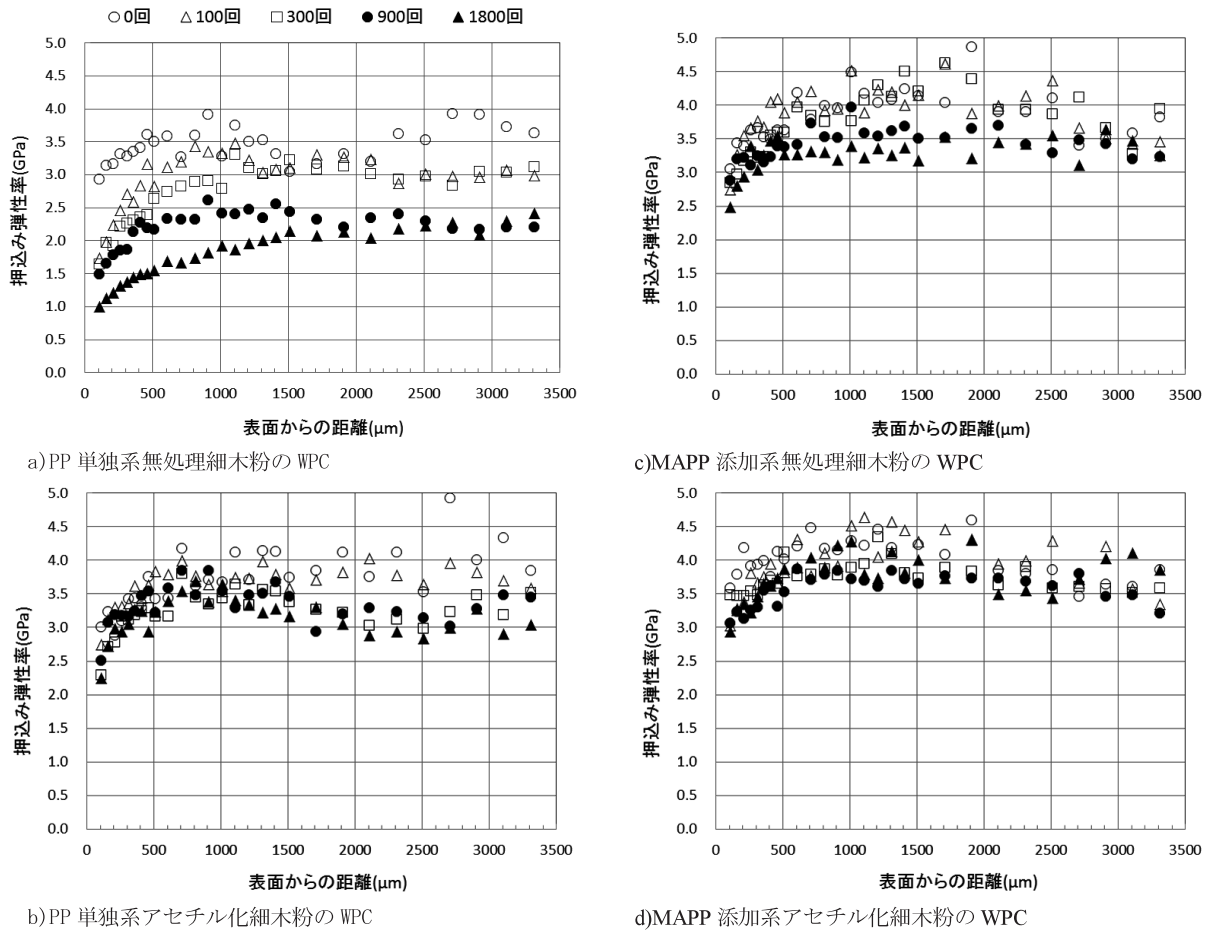 ○0回 △100回 □300回 ●900回 ▲1800回
5.0
4.5
4.0
3.5
3.0
2.5
2.0
1.5
1.0
0.5
0.0
押込み弾性率(GPa)
0 500 1000 1500 2000 2500 3000 3500
表面からの距離(μm)
a)PP 単独系無処理細木粉の WPC
5.0
4.5
4.0
3.5
3.0
2.5
2.0
1.5
1.0
0.5
0.0
押込み弾性率(GPa)
0 500 1000 1500 2000 2500 3000 3500
表面からの距離(μm)
c)MAPP 添加系無処理細木粉の WPC
5.0
4.5
4.0
3.5
3.0
2.5
2.0
1.5
1.0
0.5
0.0
押込み弾性率(GPa)
0 500 1000 1500 2000 2500 3000 3500
表面からの距離(μm)
b)PP 単独系アセチル化細木粉の WPC
5.0
4.5
4.0
3.5
3.0
2.5
2.0
1.5
1.0
0.5
0.0
押込み弾性率(GPa)
0 500 1000 1500 2000 2500 3000 3500
表面からの距離(μm)
d)MAPP 添加系アセチル化細木粉の WPC